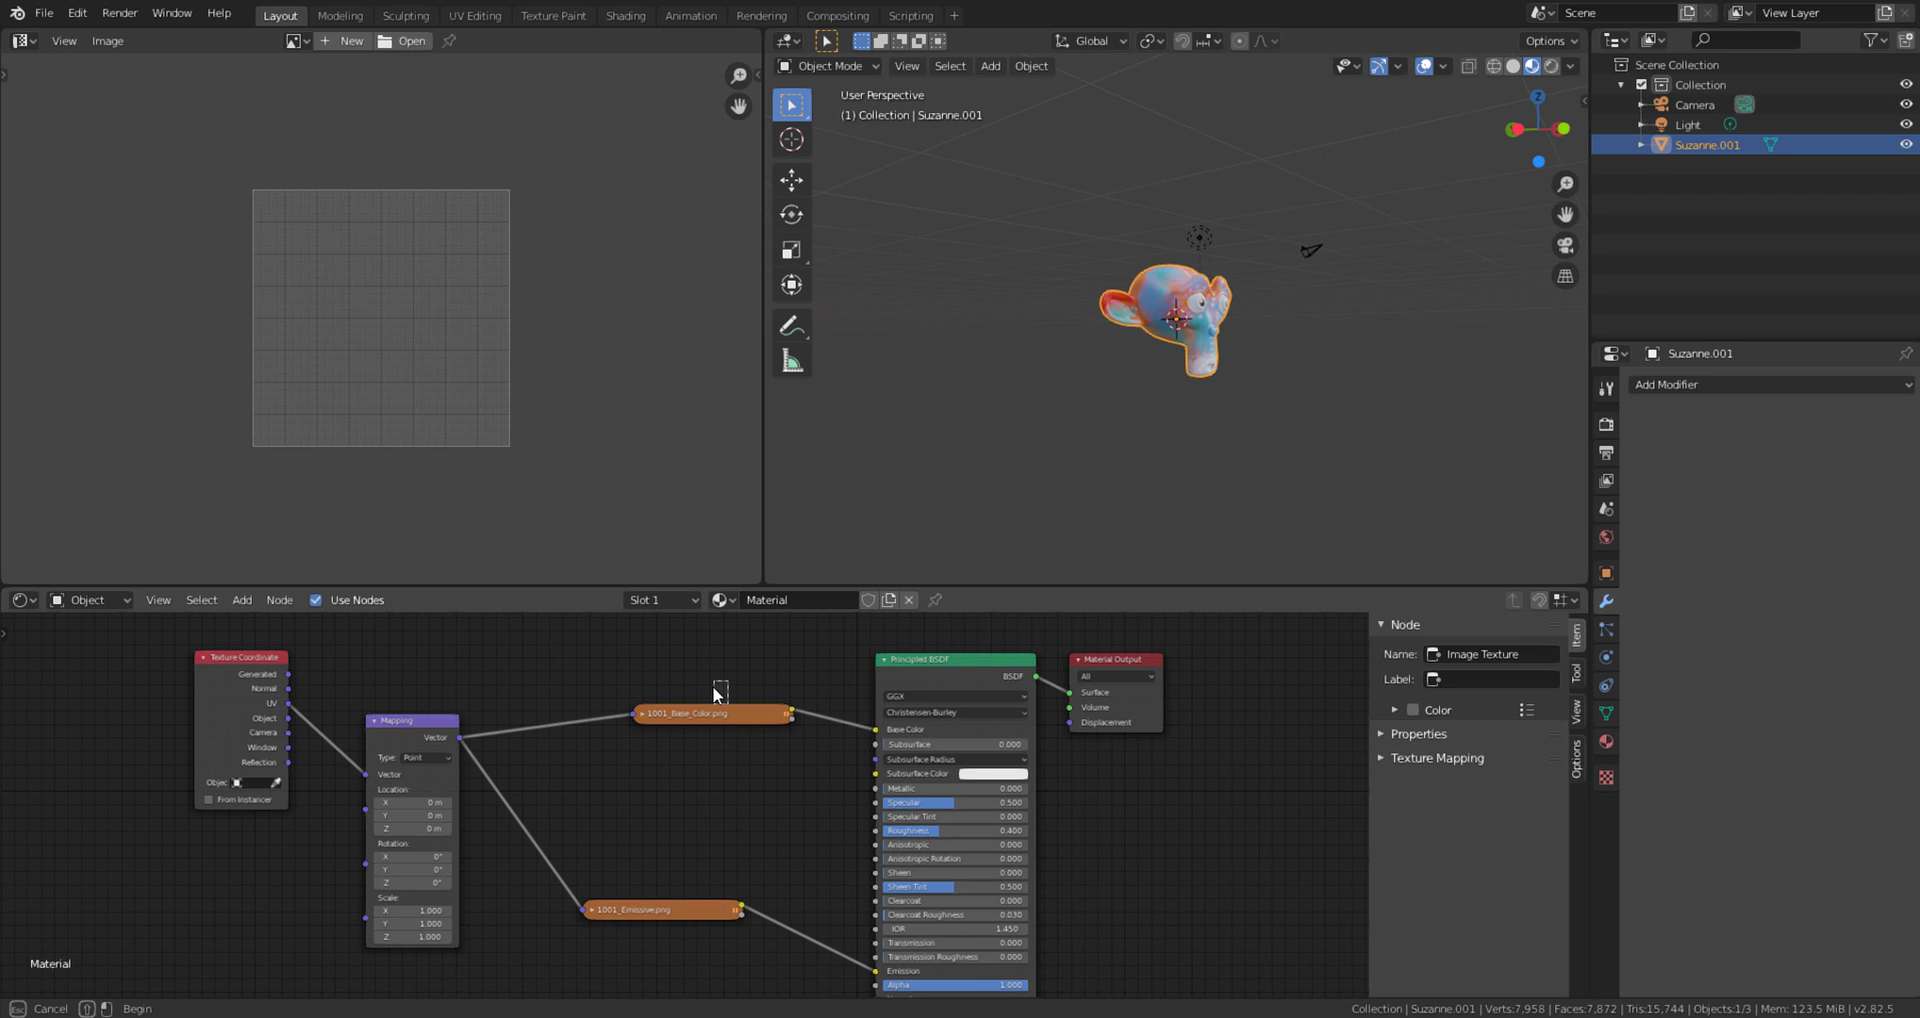 File Edit Render Window Help Layout Modeling Sculpting UV Editing Texture Paint Shading Animation Rendering Compositing Scripting + Scene View Layer
View Image + New Open
Global Options
Object Mode View Select Add Object
User Perspective
(1) Collection | Suzanne.001
Z
Scene Collection
Collection
Camera
Light
Suzanne.001
Suzanne.001
Add Modifier
Object View Select Add Node Use Nodes Slot 1 Material
Texture Coordinate
Generated
Normal
UV
Object
Camera
Window
Reflection
Objec
From Instancer
Mapping
Vector
Type: Point
Vector
Location:
X 0 m
Y 0 m
Z 0 m
Rotation:
X 0°
Y 0°
Z 0°
Scale:
X 1.000
Y 1.000
Z 1.000
1001_Base_Color.png
1001_Emissive.png
Principled BSDF
BSDF
GGX
Christensen-Burley
Base Color
Subsurface 0.000
Subsurface Radius
Subsurface Color
Metallic 0.000
Specular 0.500
Specular Tint 0.000
Roughness 0.400
Anisotropic 0.000
Anisotropic Rotation 0.000
Sheen 0.000
Sheen Tint 0.500
Clearcoat 0.000
Clearcoat Roughness 0.030
IOR 1.450
Transmission 0.000
Transmission Roughness 0.000
Emission
Alpha 1.000
Material Output
All
Surface
Volume
Displacement
Node
Name: Image Texture
Label:
Color
Properties
Texture Mapping
Item
Tool
View
Options
Material
Esc Cancel Begin
Collection | Suzanne.001 | Verts:7,958 | Faces:7,872 | Tris:15,744 | Objects:1/3 | Mem: 123.5 MiB | v2.82.5